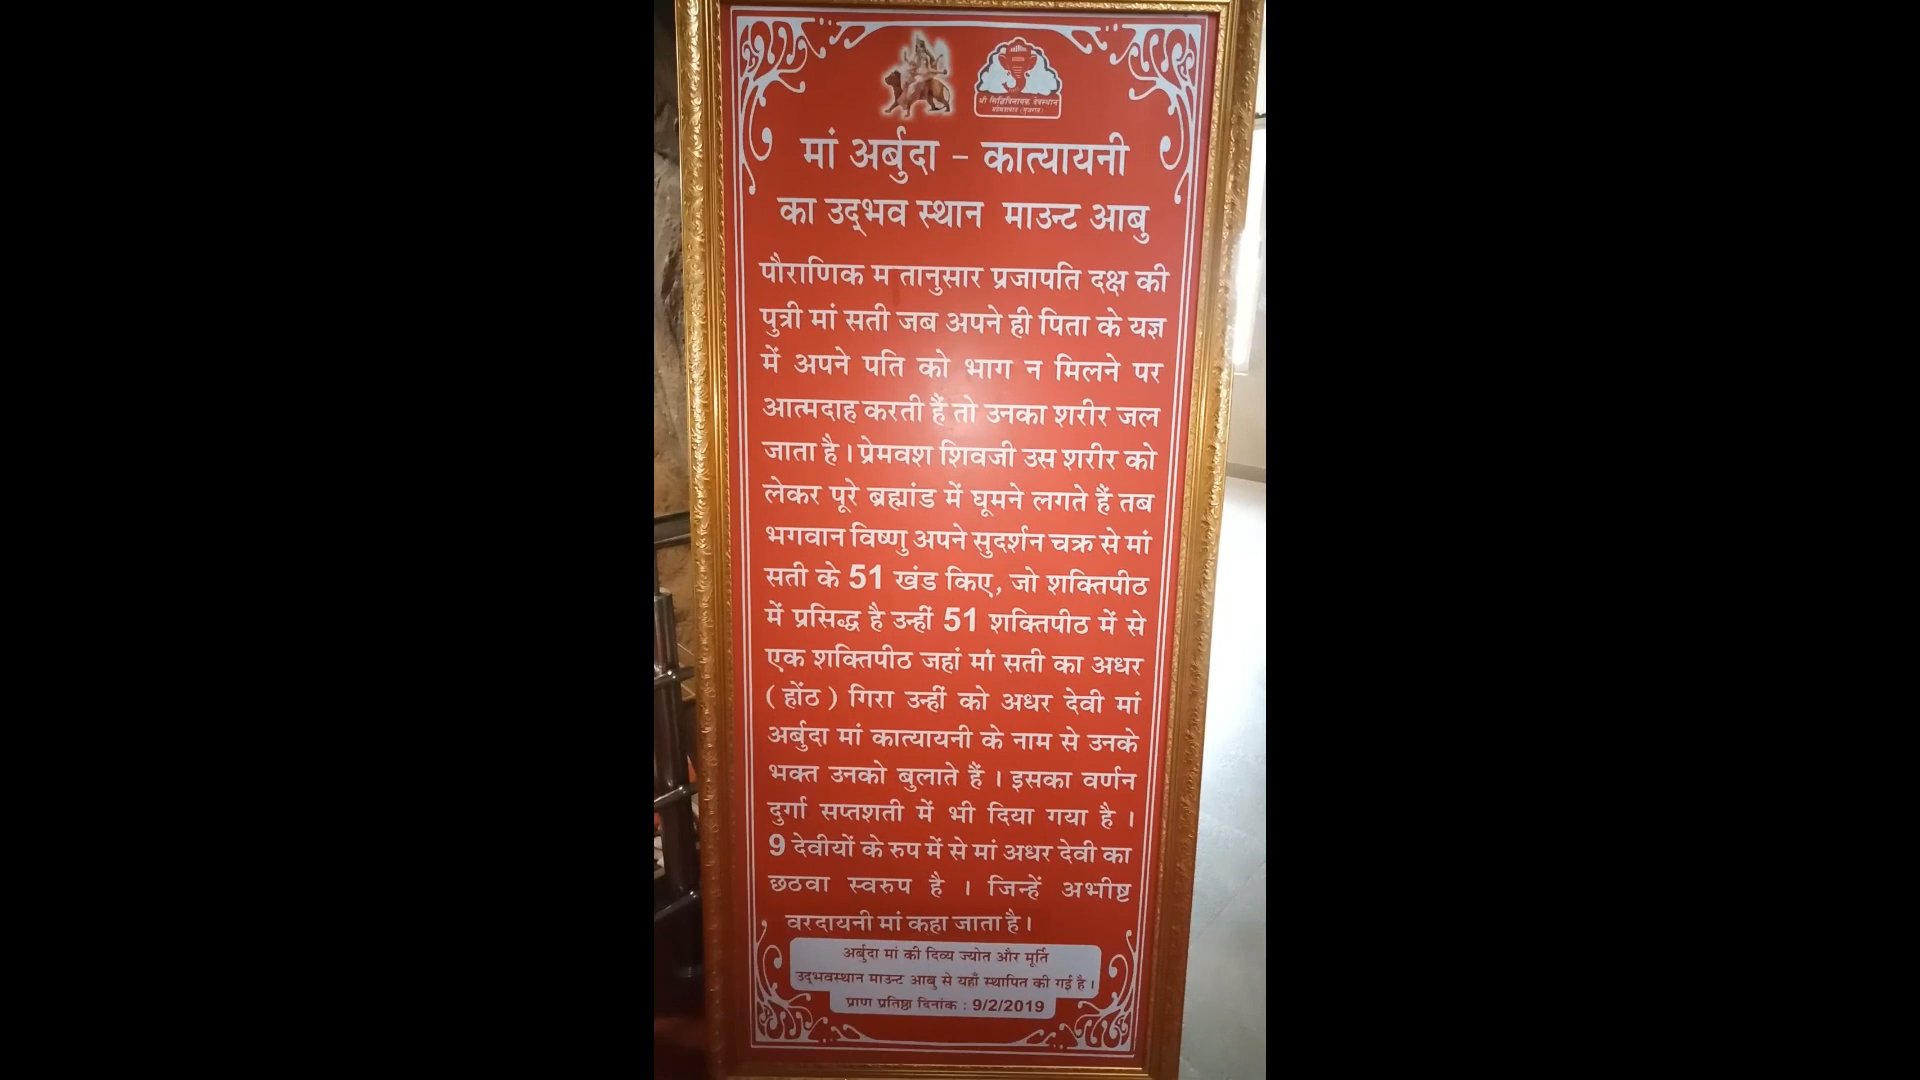 श्री सिद्धिविनायक देवस्थान
मां अर्बुदा - कात्यायनी
का उद्‌भव स्थान माउन्ट आबु
पौराणिक म तानुसार प्रजापति दक्ष की
पुत्री मां सती जब अपने ही पिता के यज्ञ
में अपने पति को भाग न मिलने पर
आत्मदाह करती हैं तो उनका शरीर जल
जाता है । प्रेमवश शिवजी उस शरीर को
लेकर पूरे ब्रह्मांड में घूमने लगते हैं तब
भगवान विष्णु अपने सुदर्शन चक्र से मां
सती के 51 खंड किए, जो शक्तिपीठ
में प्रसिद्ध है उन्हीं 51 शक्तिपीठ में से
एक शक्तिपीठ जहां मां सती का अधर
( होंठ ) गिरा उन्हीं को अधर देवी मां
अर्बुदा मां कात्यायनी के नाम से उनके
भक्त उनको बुलाते हैं । इसका वर्णन
दुर्गा सप्तशती में भी दिया गया है ।
9 देवीयों के रुप में से मां अधर देवी का
छठवा स्वरुप है । जिन्हें अभीष्ट
वरदायनी मां कहा जाता है ।
अर्बुदा मां की दिव्य ज्योत और मूर्ति
उद्‌भवस्थान माउन्ट आबु से यहाँ स्थापित की गई है ।
प्राण प्रतिष्ठा दिनांक : 9/2/2019